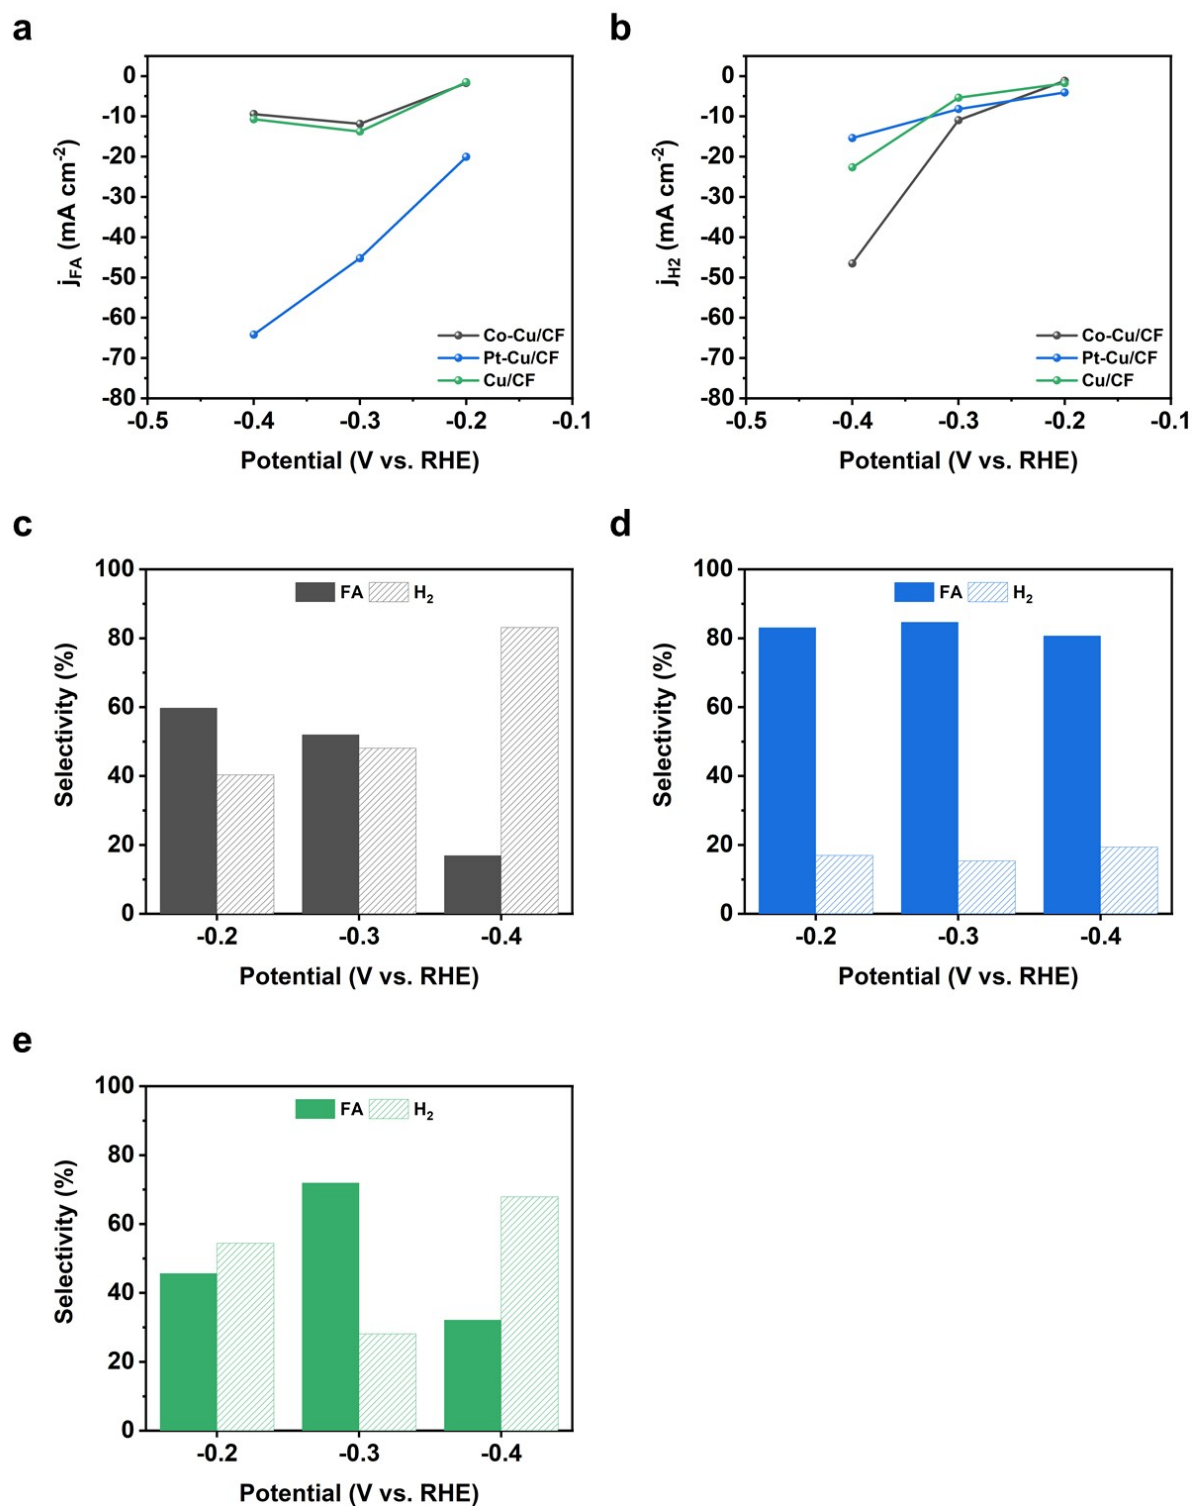 a
0
-10
-20
-30
-40
-50
-60
-70
-80
j_FA (mA cm⁻²)
Co-Cu/CF
Pt-Cu/CF
Cu/CF
-0.5 -0.4 -0.3 -0.2 -0.1
Potential (V vs. RHE)
b
0
-10
-20
-30
-40
-50
-60
-70
-80
j_H2 (mA cm⁻²)
Co-Cu/CF
Pt-Cu/CF
Cu/CF
-0.5 -0.4 -0.3 -0.2 -0.1
Potential (V vs. RHE)
c
100
80
60
40
20
0
Selectivity (%)
FA H₂
-0.2 -0.3 -0.4
Potential (V vs. RHE)
d
100
80
60
40
20
0
Selectivity (%)
FA H₂
-0.2 -0.3 -0.4
Potential (V vs. RHE)
e
100
80
60
40
20
0
Selectivity (%)
FA H₂
-0.2 -0.3 -0.4
Potential (V vs. RHE)